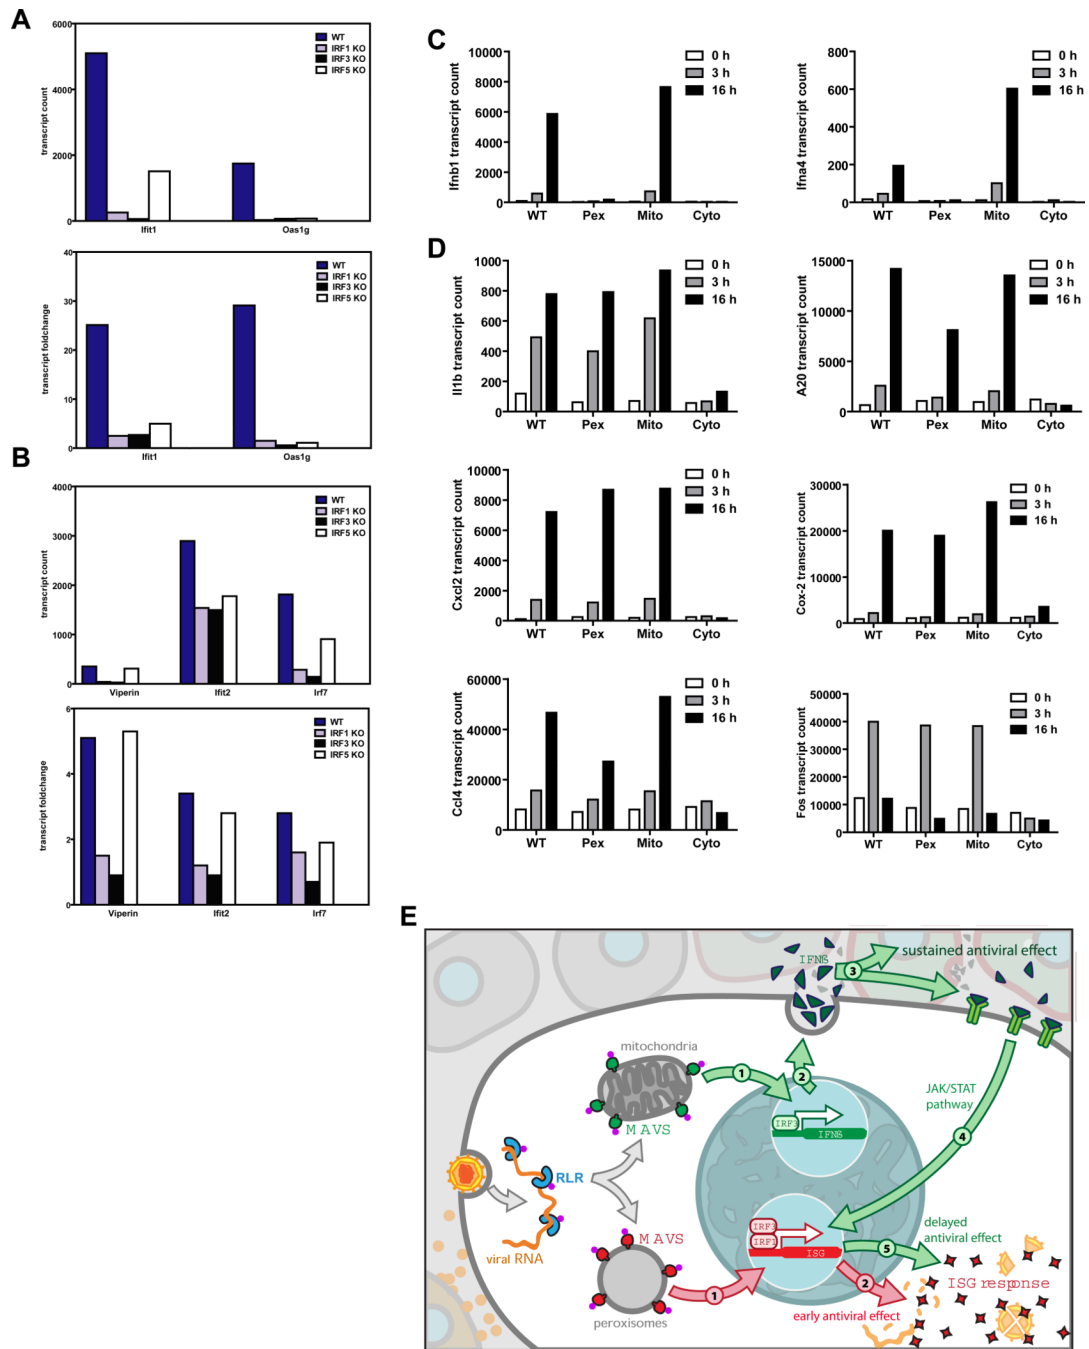 A
transcript count
6000
4000
2000
0
WT
IRF1 KO
IRF3 KO
IRF5 KO
Ifit1
Oas1g
transcript foldchange
40
30
20
10
0
WT
IRF1 KO
IRF3 KO
IRF5 KO
Ifit1
Oas1g
B
transcript count
4000
3000
2000
1000
0
WT
IRF1 KO
IRF3 KO
IRF5 KO
Viperin
Ifit2
Irf7
transcript foldchange
6
4
2
0
WT
IRF1 KO
IRF3 KO
IRF5 KO
Viperin
Ifit2
Irf7
C
Ifnb1 transcript count
10000
8000
6000
4000
2000
0
0 h
3 h
16 h
WT
Pex
Mito
Cyto
Ifna4 transcript count
800
600
400
200
0
0 h
3 h
16 h
WT
Pex
Mito
Cyto
D
Il1b transcript count
1000
800
600
400
200
0
0 h
3 h
16 h
WT
Pex
Mito
Cyto
A20 transcript count
15000
10000
5000
0
0 h
3 h
16 h
WT
Pex
Mito
Cyto
Cxcl2 transcript count
10000
8000
6000
4000
2000
0
0 h
3 h
16 h
WT
Pex
Mito
Cyto
Cox-2 transcript count
30000
20000
10000
0
0 h
3 h
16 h
WT
Pex
Mito
Cyto
Ccl4 transcript count
60000
40000
20000
0
0 h
3 h
16 h
WT
Pex
Mito
Cyto
Fos transcript count
50000
40000
30000
20000
10000
0
0 h
3 h
16 h
WT
Pex
Mito
Cyto
E
IFNß
3
sustained antiviral effect
mitochondria
1
2
MAVS
IRF3
IFNß
JAK/STAT
pathway
4
RLR
viral RNA
MAVS
peroxisomes
1
IRF3
IRF1
ISG
5
2
delayed
antiviral effect
ISG response
early antiviral effect